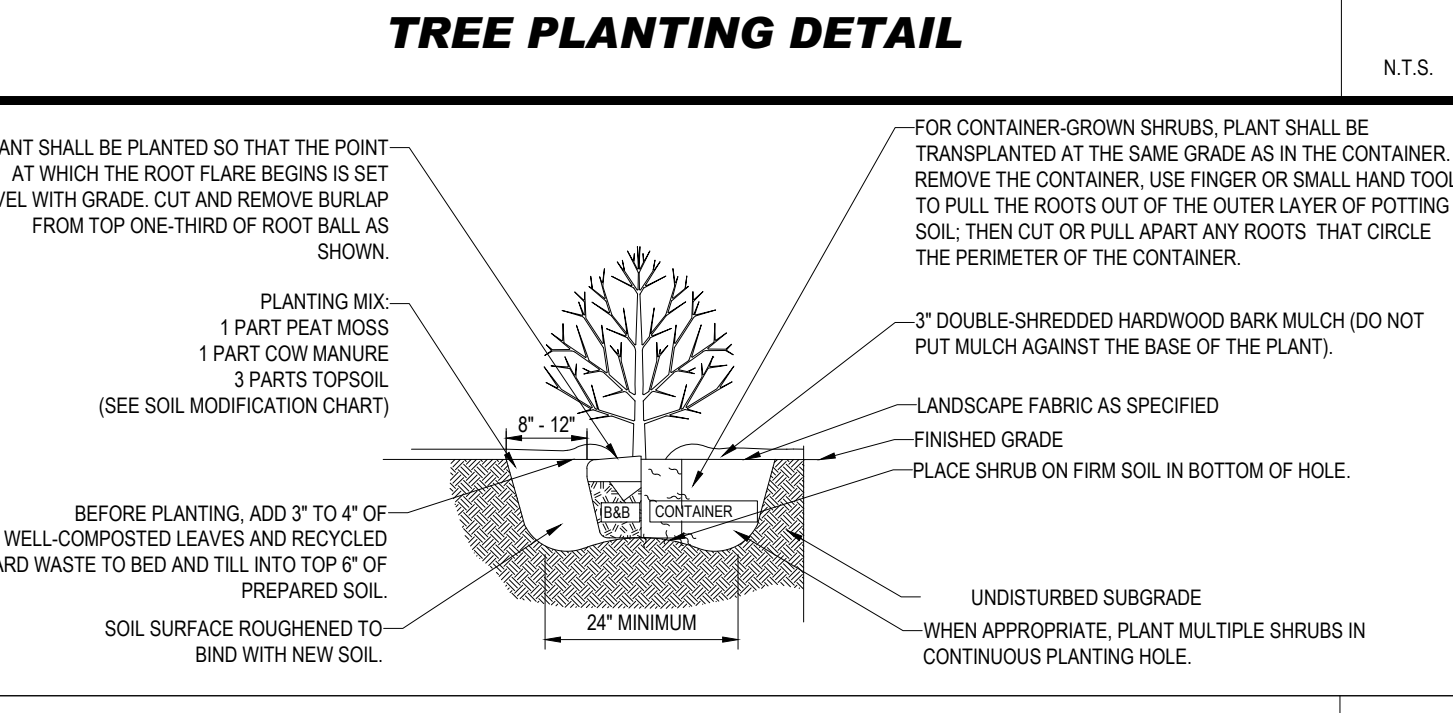 TREE PLANTING DETAIL
N.T.S.
ANT SHALL BE PLANTED SO THAT THE POINT
AT WHICH THE ROOT FLARE BEGINS IS SET
VEL WITH GRADE. CUT AND REMOVE BURLAP
FROM TOP ONE-THIRD OF ROOT BALL AS
SHOWN.
PLANTING MIX:
1 PART PEAT MOSS
1 PART COW MANURE
3 PARTS TOPSOIL
(SEE SOIL MODIFICATION CHART)
8" - 12"
BEFORE PLANTING, ADD 3" TO 4" OF
WELL-COMPOSTED LEAVES AND RECYCLED
ARD WASTE TO BED AND TILL INTO TOP 6" OF
PREPARED SOIL.
SOIL SURFACE ROUGHENED TO
BIND WITH NEW SOIL.
B&B
CONTAINER
24" MINIMUM
FOR CONTAINER-GROWN SHRUBS, PLANT SHALL BE
TRANSPLANTED AT THE SAME GRADE AS IN THE CONTAINER.
REMOVE THE CONTAINER, USE FINGER OR SMALL HAND TOOL
TO PULL THE ROOTS OUT OF THE OUTER LAYER OF POTTING
SOIL; THEN CUT OR PULL APART ANY ROOTS THAT CIRCLE
THE PERIMETER OF THE CONTAINER.
3" DOUBLE-SHREDDED HARDWOOD BARK MULCH (DO NOT
PUT MULCH AGAINST THE BASE OF THE PLANT).
LANDSCAPE FABRIC AS SPECIFIED
FINISHED GRADE
PLACE SHRUB ON FIRM SOIL IN BOTTOM OF HOLE.
UNDISTURBED SUBGRADE
WHEN APPROPRIATE, PLANT MULTIPLE SHRUBS IN
CONTINUOUS PLANTING HOLE.